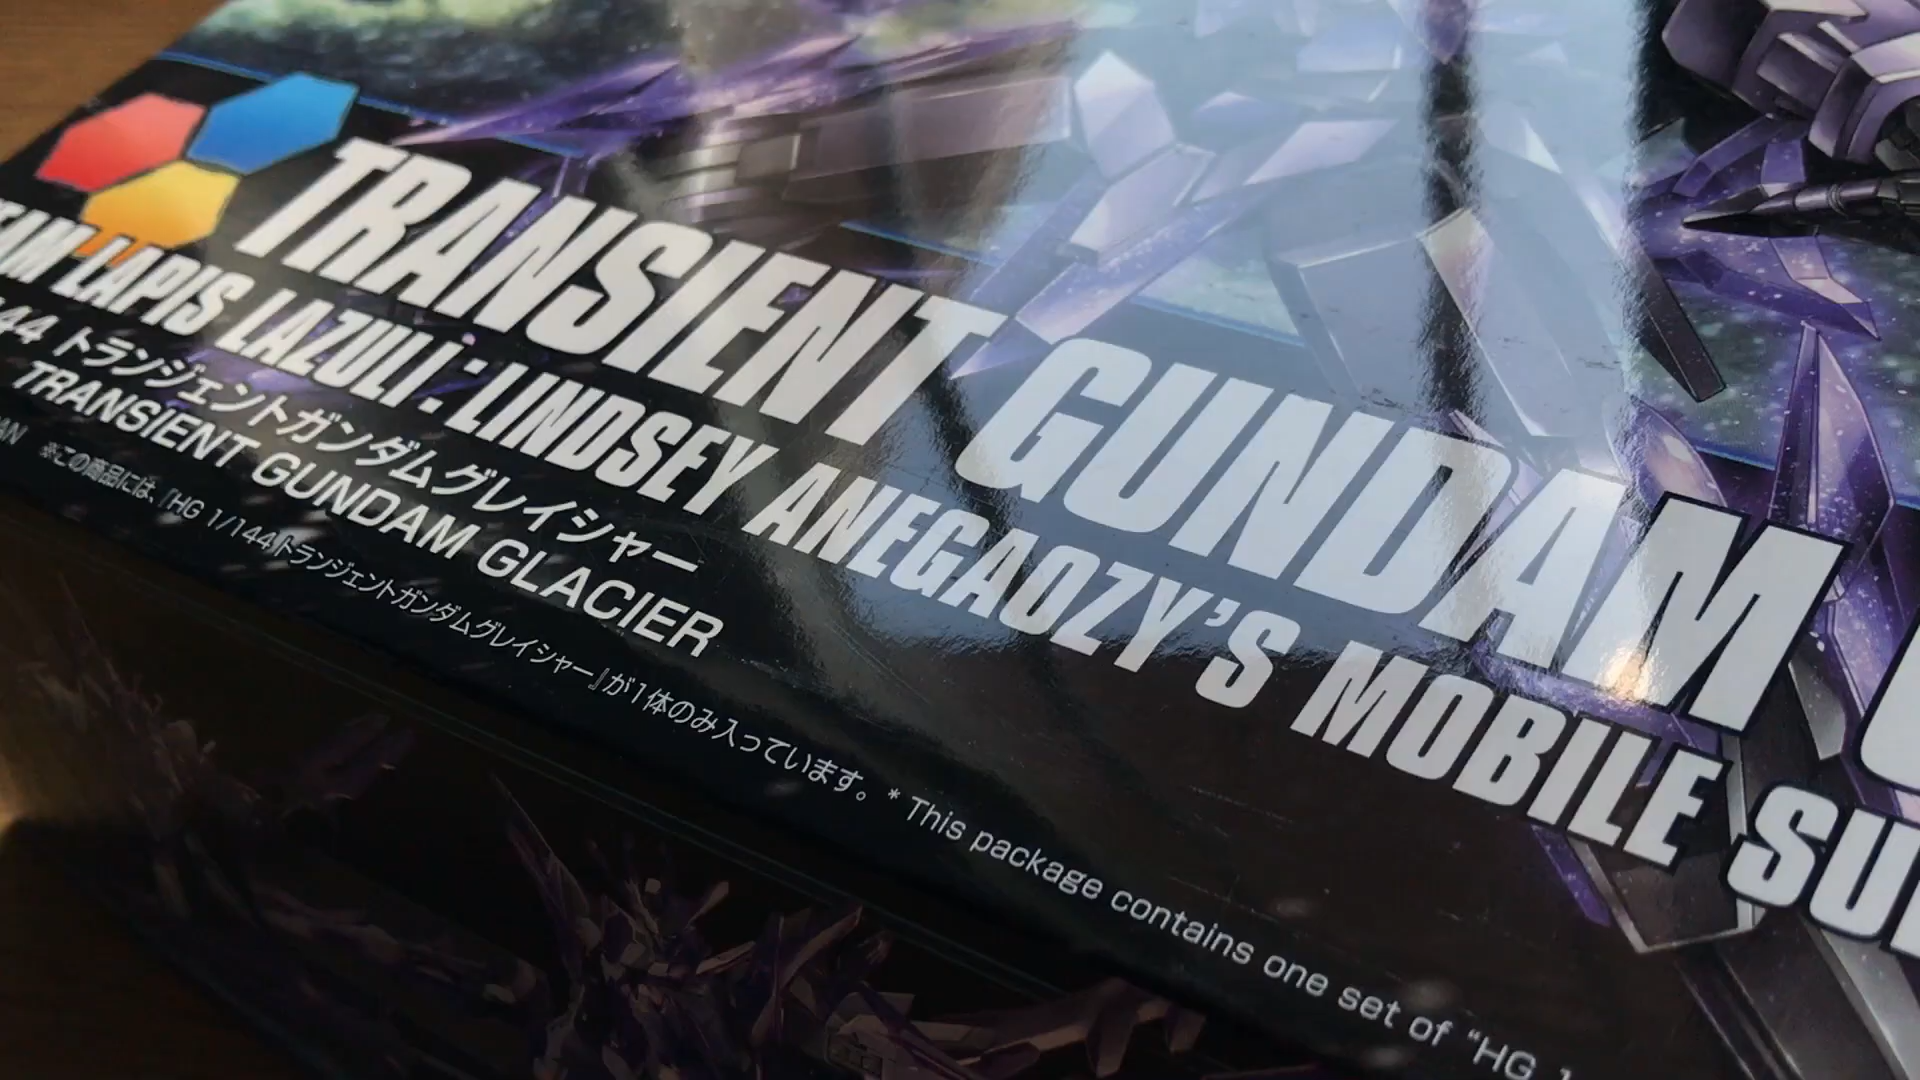 TRANSIENT GUNDAM
LAPIS LAZULI : LINDSEY ANEGAOZY'S MOBILE
トランジェントガンダムグレイシャー
TRANSIENT GUNDAM GLACIER
※この商品には、『HG 1/144トランジェントガンダムグレイシャー』が1体のみ入っています。 * This package contains one set of “HG